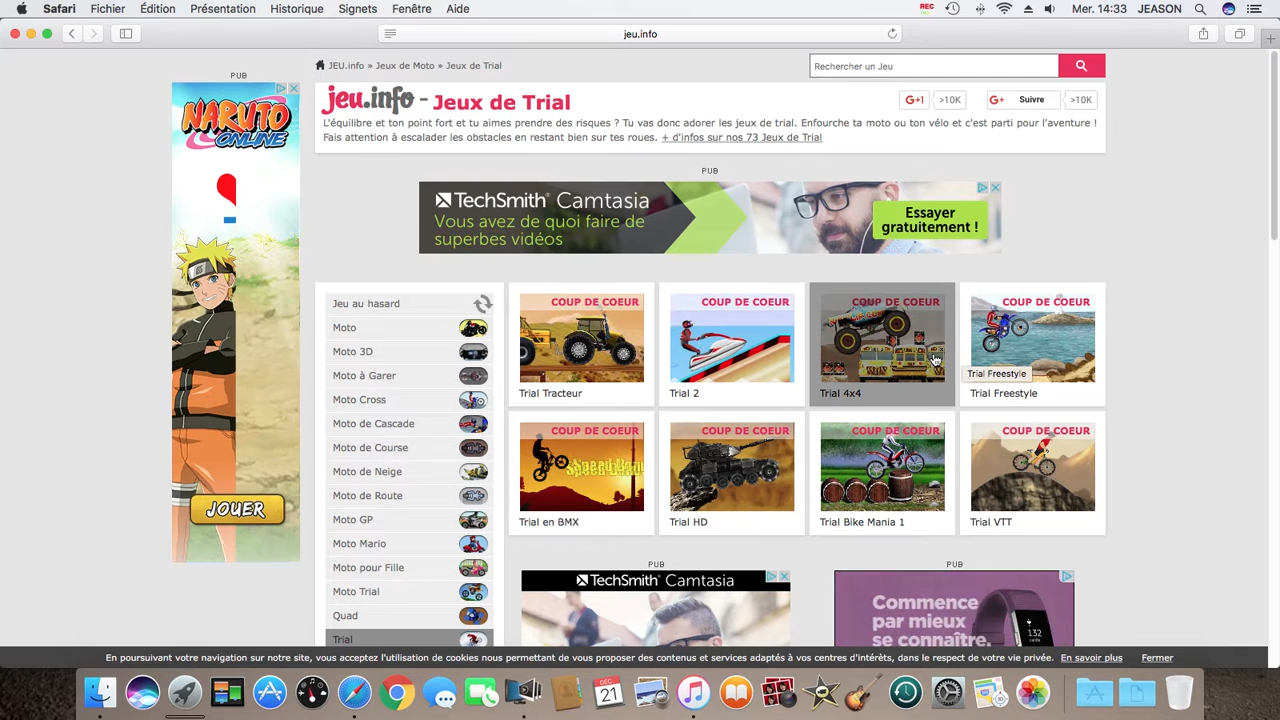 Safari Fichier Édition Présentation Historique Signets Fenêtre Aide REC Mer. 14:33 JEASON
jeu.info
JEU.info » Jeux de Moto » Jeux de Trial
Rechercher un Jeu
PUB
jeu.info - Jeux de Trial
G+1 >10K G+ Suivre >10K
L'équilibre et ton point fort et tu aimes prendre des risques ? Tu vas donc adorer les jeux de trial. Enfourche ta moto ou ton vélo et c'est parti pour l'aventure !
Fais attention à escalader les obstacles en restant bien sur tes roues. + d'infos sur nos 73 Jeux de Trial
NARUTO
ONLINE
PUB
TechSmith® Camtasia
Vous avez de quoi faire de
superbes vidéos
Essayer
gratuitement !
JOUER
Jeu au hasard
Moto
Moto 3D
Moto à Garer
Moto Cross
Moto de Cascade
Moto de Course
Moto de Neige
Moto de Route
Moto GP
Moto Mario
Moto pour Fille
Moto Trial
Quad
Trial
COUP DE COEUR COUP DE COEUR COUP DE COEUR COUP DE COEUR
Trial Freestyle
Trial Tracteur Trial 2 Trial 4x4 Trial Freestyle
COUP DE COEUR COUP DE COEUR COUP DE COEUR COUP DE COEUR
Trial en BMX Trial HD Trial Bike Mania 1 Trial VTT
PUB PUB
TechSmith® Camtasia
Commence
par mieux
se connaître.
132
En poursuivant votre navigation sur notre site, vous acceptez l'utilisation de cookies nous permettant de vous proposer des contenus et services adaptés à vos centres d'intérêts, dans le respect de votre vie privée. En savoir plus Fermer
DÉC.
21